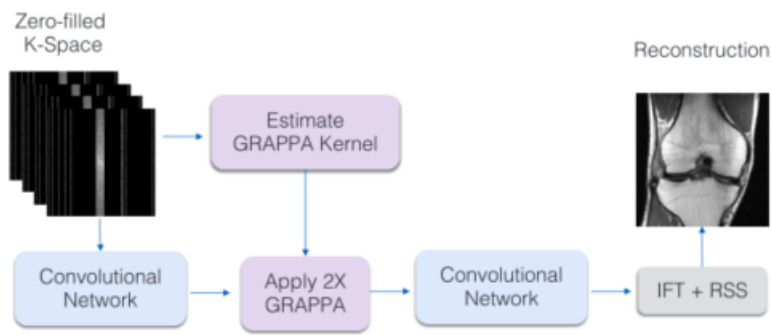 Zero-filled
K-Space
Reconstruction
Estimate
GRAPPA Kernel
Convolutional
Network
Apply 2X
GRAPPA
Convolutional
Network
IFT + RSS